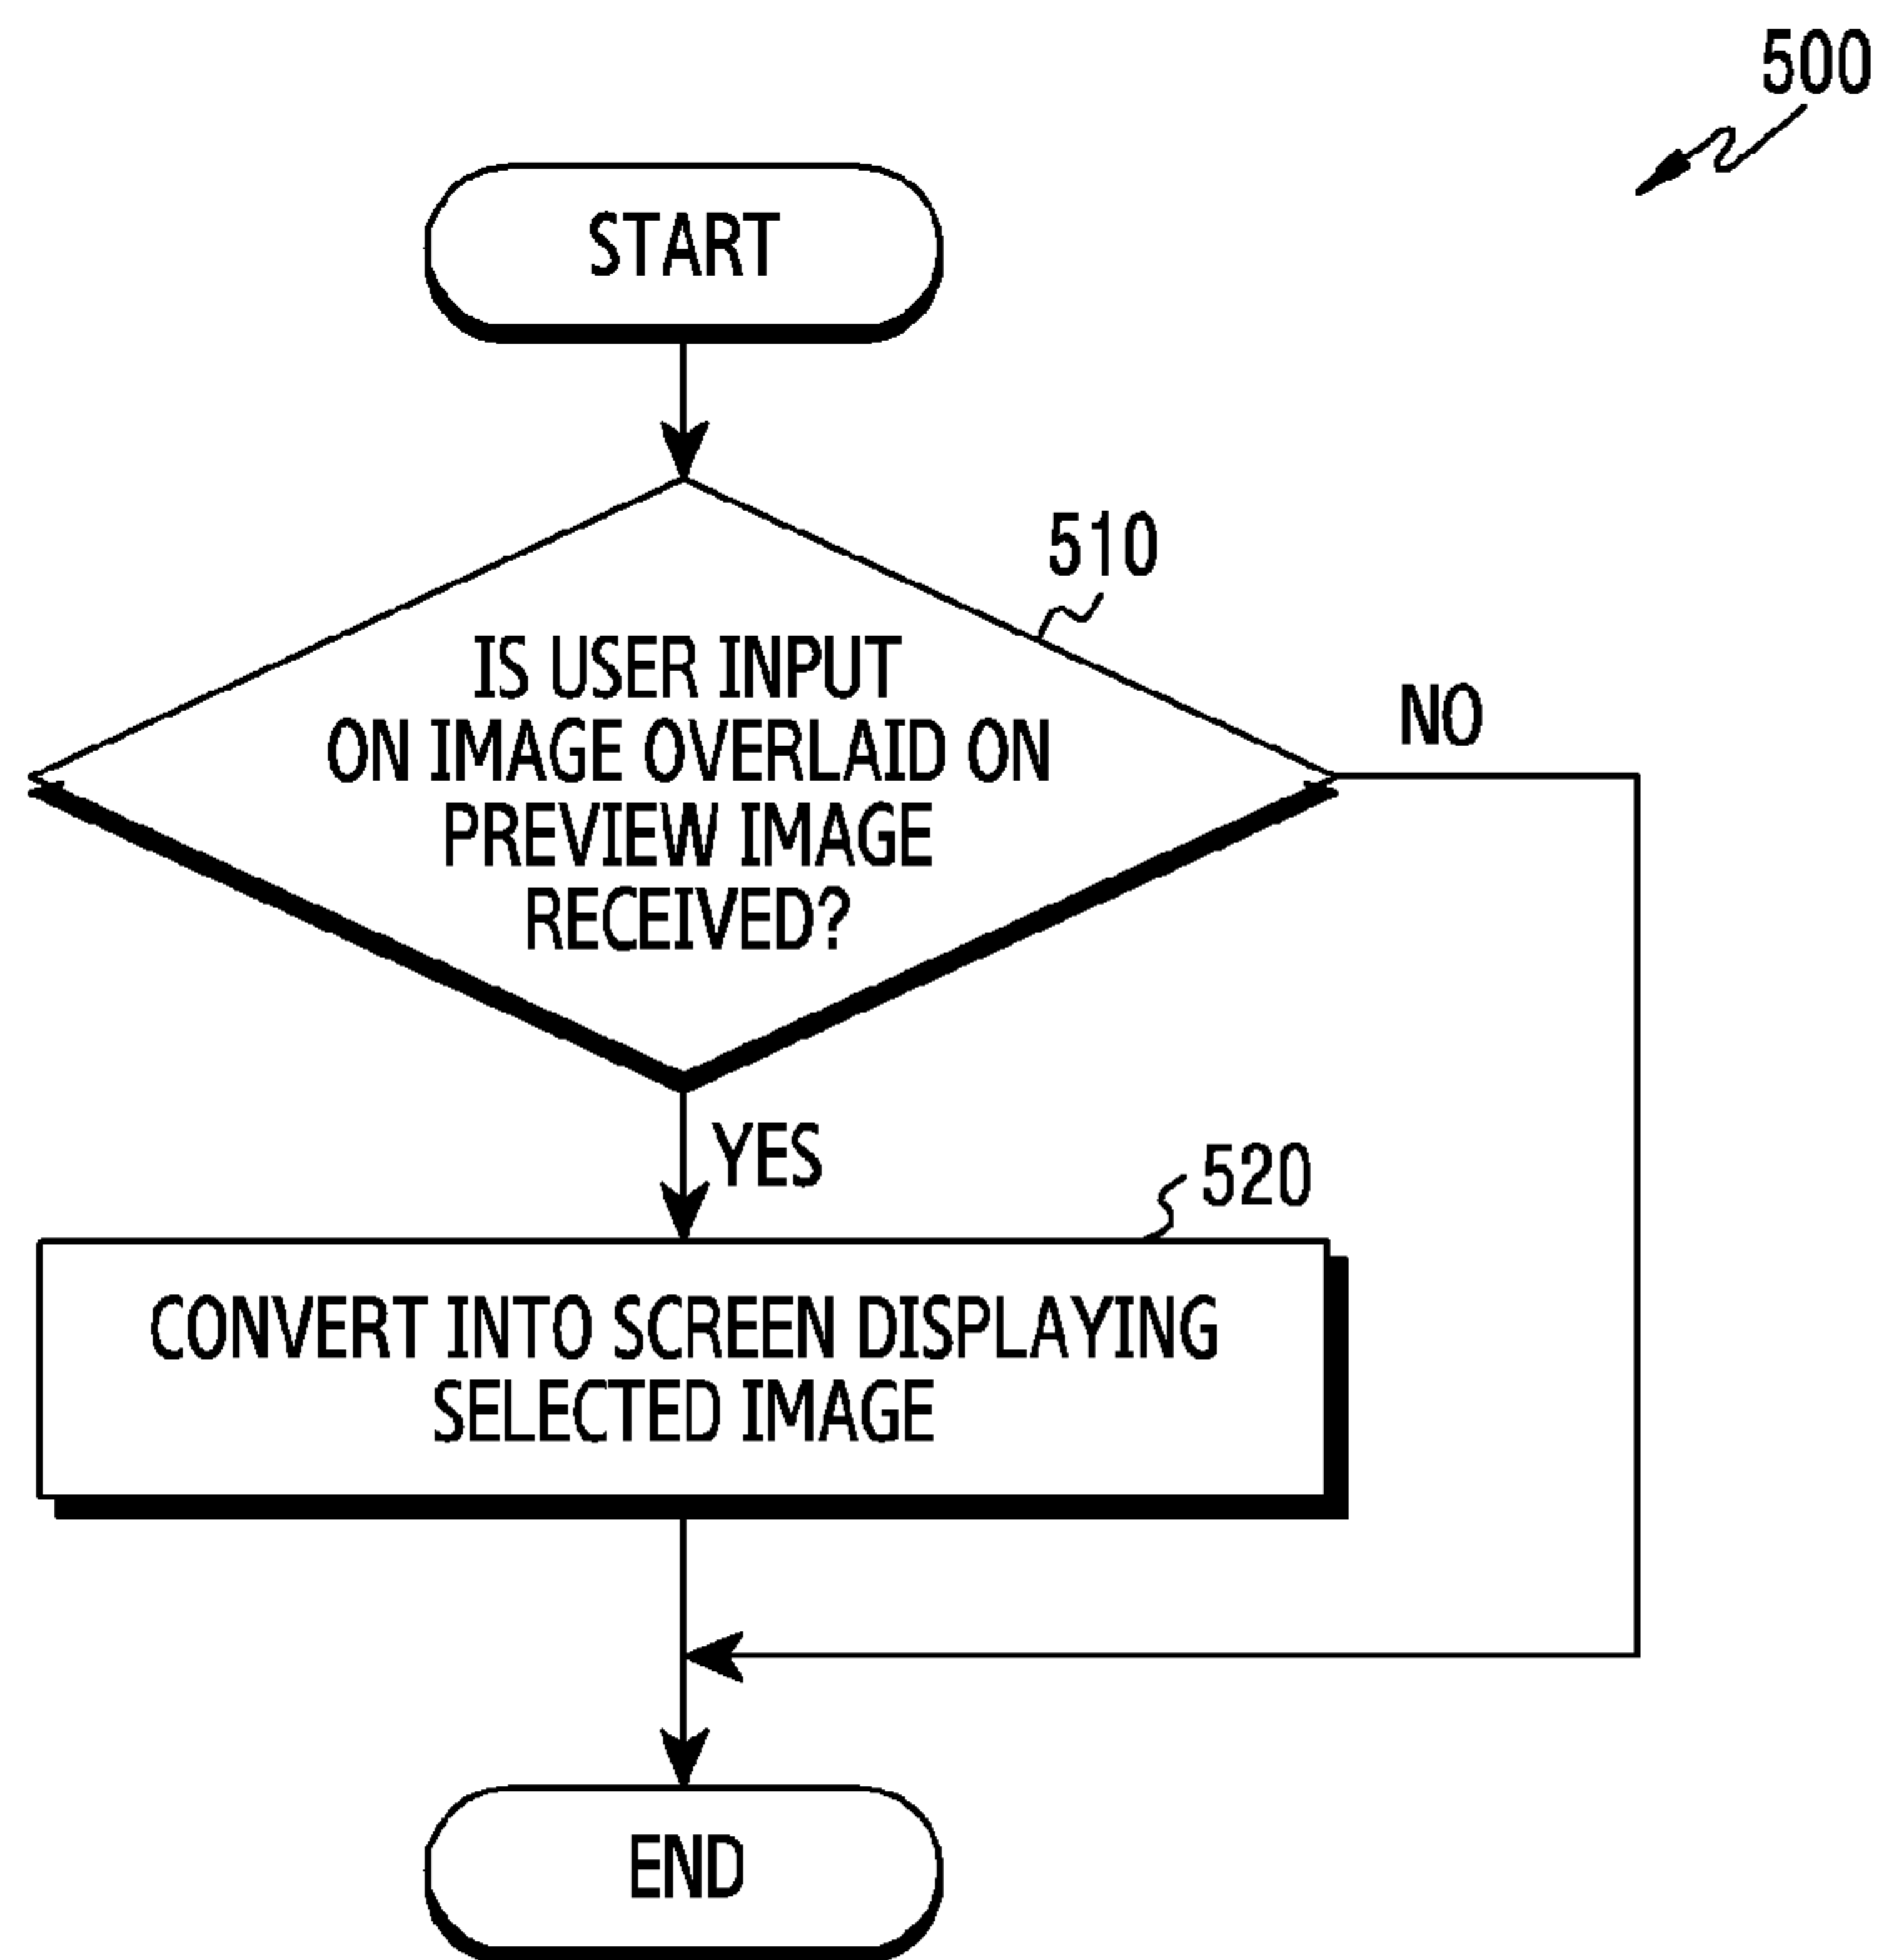 500
START
510
IS USER INPUT
ON IMAGE OVERLAID ON
PREVIEW IMAGE
RECEIVED?
NO
YES
520
CONVERT INTO SCREEN DISPLAYING
SELECTED IMAGE
END